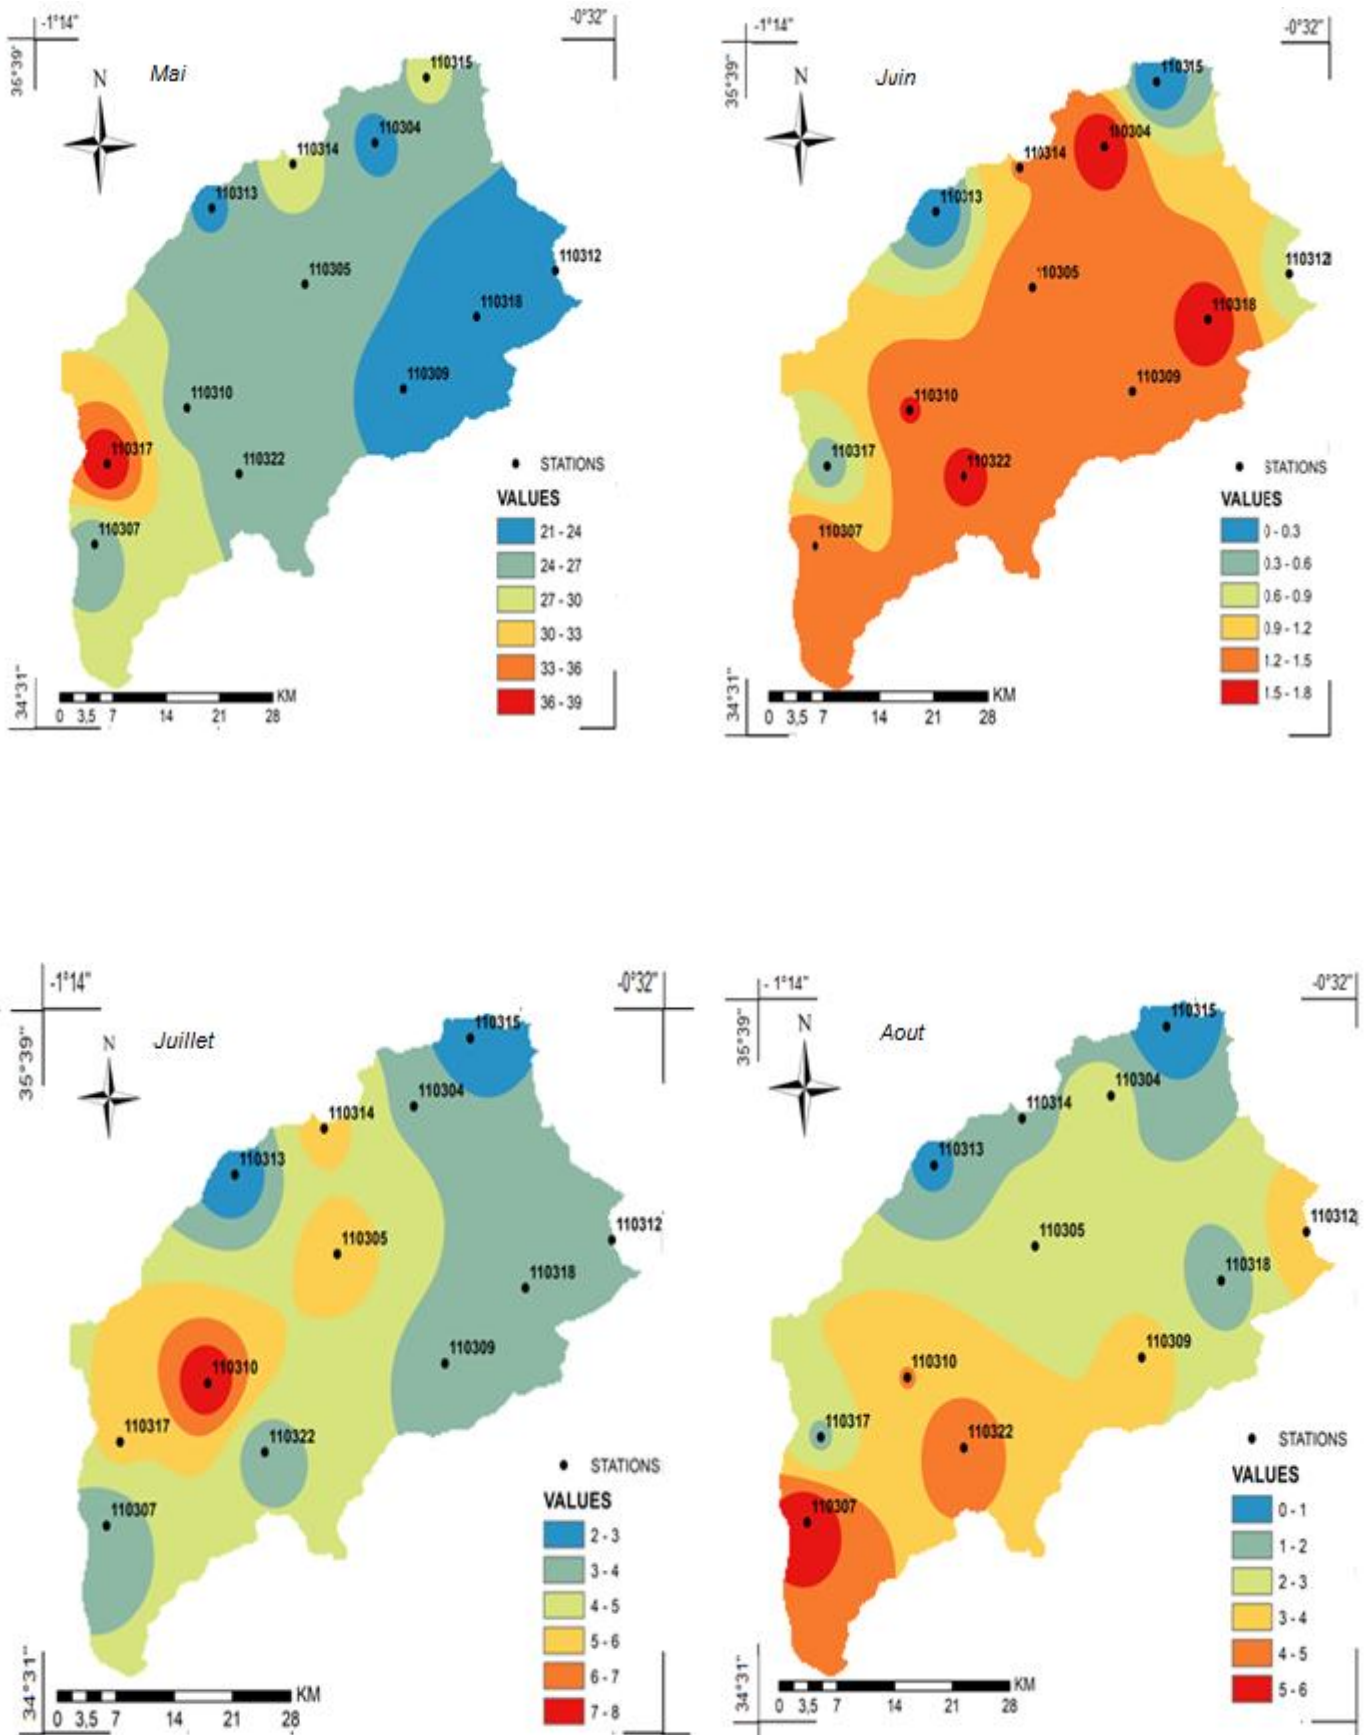 -1°14" -0°32"
35°39"
N
Mai
110315
110304
110314
110313
110312
110305
110318
110309
110310
110317
110322
110307
STATIONS
VALUES
21 - 24
24 - 27
27 - 30
30 - 33
33 - 36
36 - 39
34°31"
KM
0 3,5 7 14 21 28
-1°14" -0°32"
35°39"
N
Juin
110315
110304
110314
110313
110312
110305
110318
110309
110310
110317
110322
110307
STATIONS
VALUES
0 - 0.3
0.3 - 0.6
0.6 - 0.9
0.9 - 1.2
1.2 - 1.5
1.5 - 1.8
34°31"
KM
0 3,5 7 14 21 28
-1°14" -0°32"
35°39"
N
Juillet
110315
110304
110314
110313
110312
110305
110318
110309
110310
110317
110322
110307
STATIONS
VALUES
2 - 3
3 - 4
4 - 5
5 - 6
6 - 7
7 - 8
34°31"
KM
0 3,5 7 14 21 28
-1°14" -0°32"
35°39"
N
Aout
110315
110304
110314
110313
110312
110305
110318
110309
110310
110317
110322
110307
STATIONS
VALUES
0 - 1
1 - 2
2 - 3
3 - 4
4 - 5
5 - 6
34°31"
KM
0 3,5 7 14 21 28